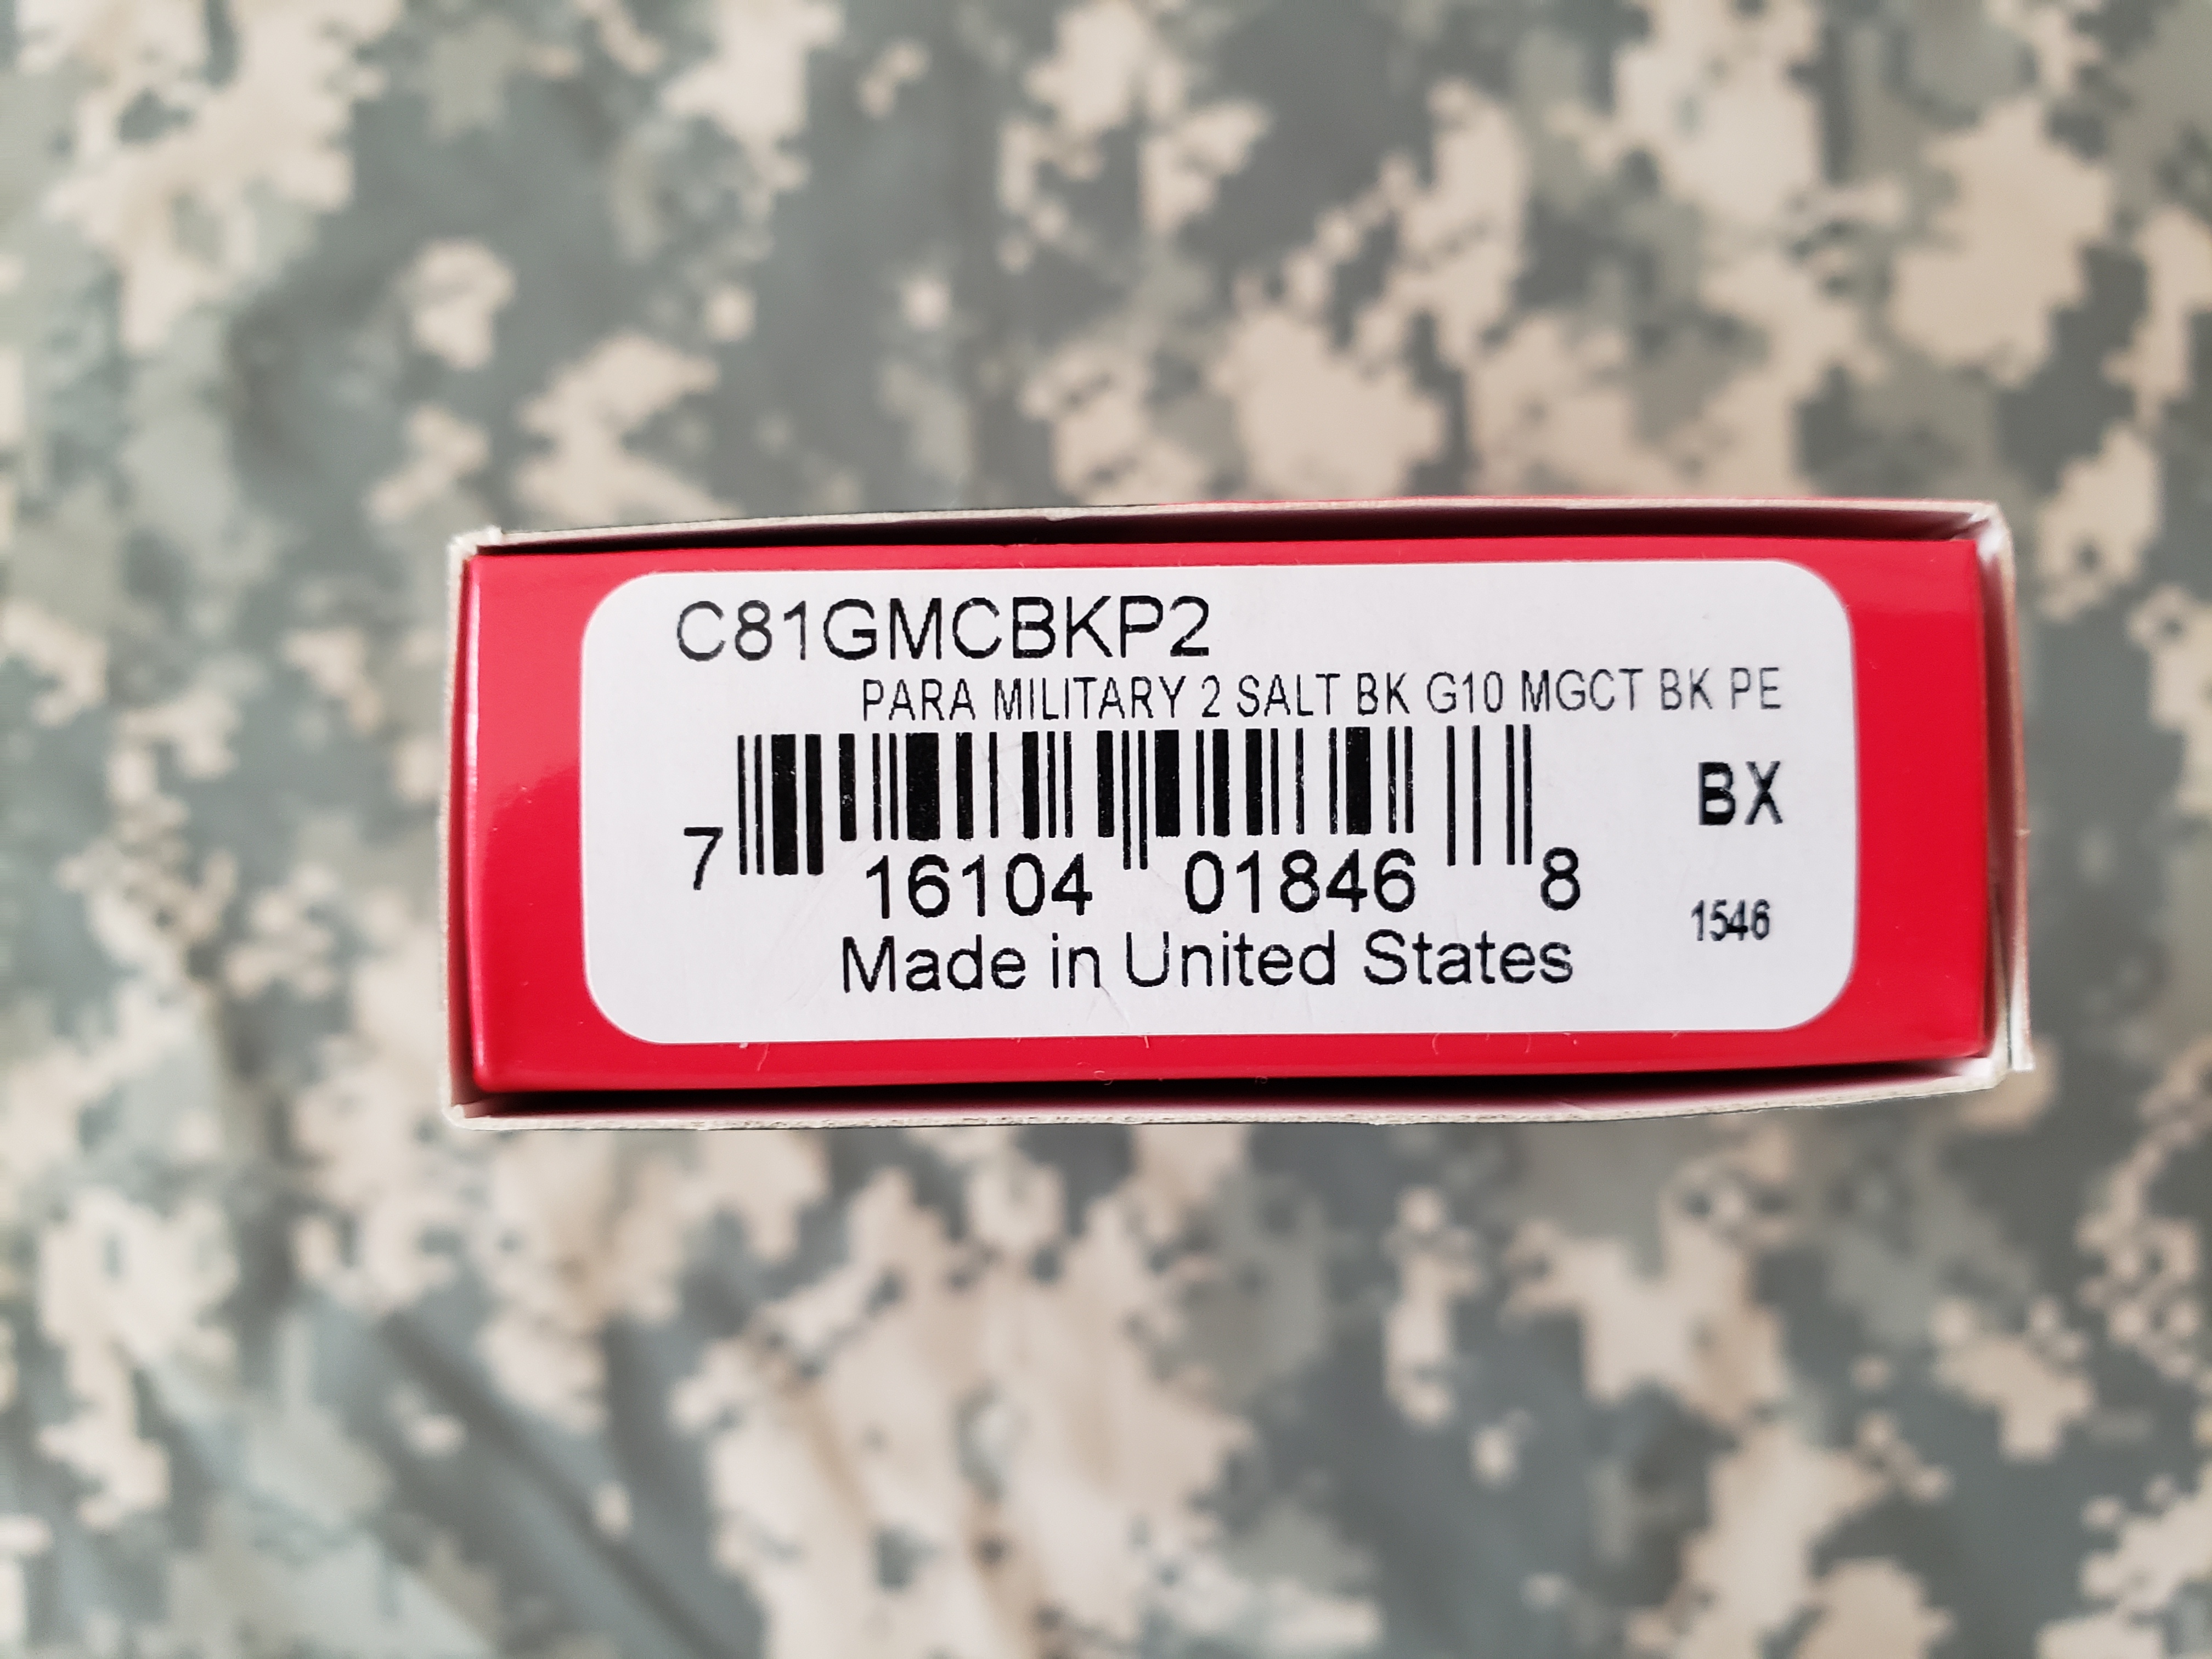 C81GMCBKP2
PARA MILITARY 2 SALT BK G10 MGCT BK PE
BX
7 16104 01846 8
1546
Made in United States